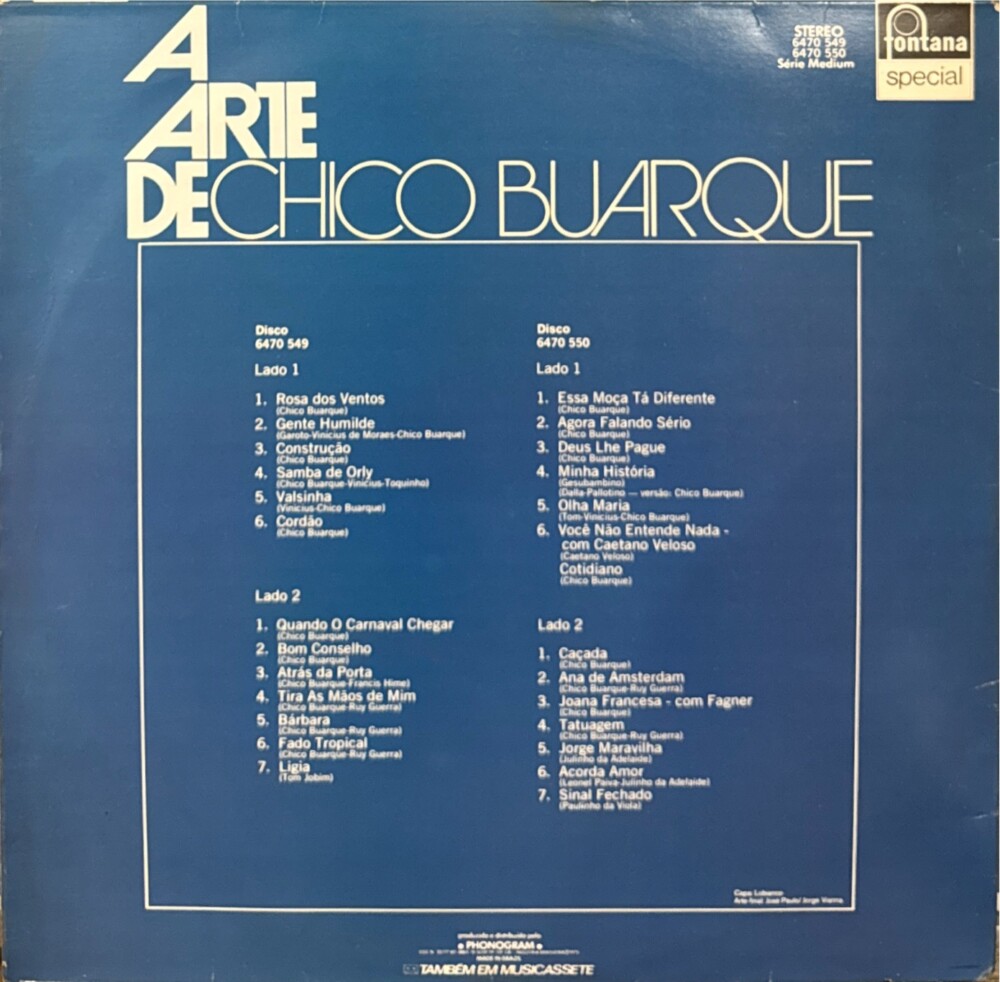 A
ARTE
DE CHICO BUARQUE
STEREO
6470 549
6470 550
Série Medium
fontana
special
Disco
6470 549
Lado 1
1. Rosa dos Ventos
(Chico Buarque)
2. Gente Humilde
(Garoto-Vinicius de Moraes-Chico Buarque)
3. Construção
(Chico Buarque)
4. Samba de Orly
(Chico Buarque-Vinicius-Toquinho)
5. Valsinha
(Vinicius-Chico Buarque)
6. Cordão
(Chico Buarque)
Lado 2
1. Quando O Carnaval Chegar
(Chico Buarque)
2. Bom Conselho
(Chico Buarque)
3. Atrás da Porta
(Chico Buarque-Francis Hime)
4. Tira As Mãos de Mim
(Chico Buarque-Ruy Guerra)
5. Bárbara
(Chico Buarque-Ruy Guerra)
6. Fado Tropical
(Chico Buarque-Ruy Guerra)
7. Ligia
(Tom Jobim)
Disco
6470 550
Lado 1
1. Essa Moça Tá Diferente
(Chico Buarque)
2. Agora Falando Sério
(Chico Buarque)
3. Deus Lhe Pague
(Chico Buarque)
4. Minha História
(Gesubambino)
(Dalla-Pallotino — versão: Chico Buarque)
5. Olha Maria
(Tom-Vinicius-Chico Buarque)
6. Você Não Entende Nada -
com Caetano Veloso
(Caetano Veloso)
Cotidiano
(Chico Buarque)
Lado 2
1. Caçada
(Chico Buarque)
2. Ana de Amsterdam
(Chico Buarque-Ruy Guerra)
3. Joana Francesa - com Fagner
(Chico Buarque)
4. Tatuagem
(Chico Buarque-Ruy Guerra)
5. Jorge Maravilha
(Julinho da Adelaide)
6. Acorda Amor
(Leonel Paiva-Julinho da Adelaide)
7. Sinal Fechado
(Paulinho da Viola)
Capa: Lobianco
Arte-final: José Paulo/ Jorge Vianna
produzido e distribuído pela
• PHONOGRAM •
MADE IN BRAZIL
TAMBÉM EM MUSICASSETE